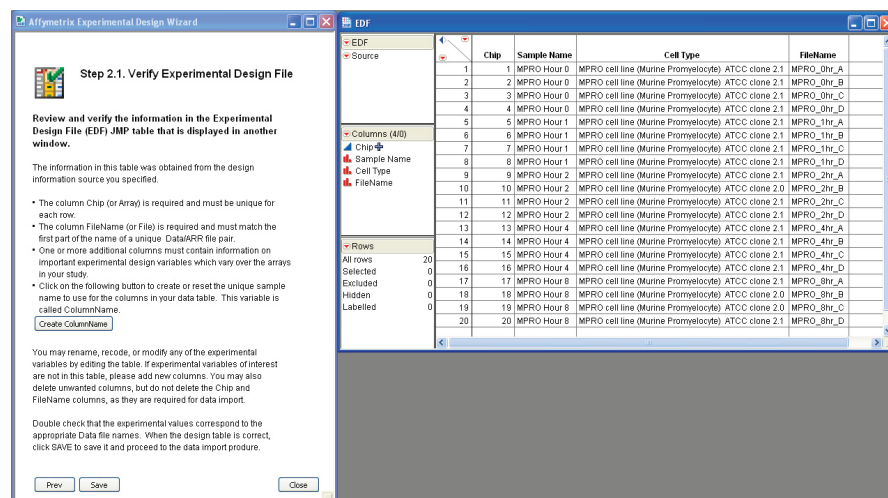 Affymetrix Experimental Design Wizard
Step 2.1. Verify Experimental Design File
Review and verify the information in the Experimental
Design File (EDF) JMP table that is displayed in another
window.
The information in this table was obtained from the design
information source you specified.
• The column Chip (or Array) is required and must be unique for
each row.
• The column FileName (or File) is required and must match the
first part of the name of a unique Data/ARR file pair.
• One or more additional columns must contain information on
important experimental design variables which vary over the arrays
in your study.
• Click on the following button to create or reset the unique sample
name to use for the columns in your data table. This variable is
called ColumnName.
Create ColumnName
You may rename, recode, or modify any of the experimental
variables by editing the table. If experimental variables of interest
are not in this table, please add new columns. You may also
delete unwanted columns, but do not delete the Chip and
FileName columns, as they are required for data import.
Double check that the experimental values correspond to the
appropriate Data file names. When the design table is correct,
click SAVE to save it and proceed to the data import produre.
Prev Save Close
EDF
EDF
Source
Columns (4/0)
Chip
Sample Name
Cell Type
FileName
Rows
All rows 20
Selected 0
Excluded 0
Hidden 0
Labelled 0
Chip Sample Name Cell Type FileName
1 1 MPRO Hour 0 MPRO cell line (Murine Promyelocyte) ATCC clone 2.1 MPRO_0hr_A
2 2 MPRO Hour 0 MPRO cell line (Murine Promyelocyte) ATCC clone 2.1 MPRO_0hr_B
3 3 MPRO Hour 0 MPRO cell line (Murine Promyelocyte) ATCC clone 2.1 MPRO_0hr_C
4 4 MPRO Hour 0 MPRO cell line (Murine Promyelocyte) ATCC clone 2.1 MPRO_0hr_D
5 5 MPRO Hour 1 MPRO cell line (Murine Promyelocyte) ATCC clone 2.1 MPRO_1hr_A
6 6 MPRO Hour 1 MPRO cell line (Murine Promyelocyte) ATCC clone 2.1 MPRO_1hr_B
7 7 MPRO Hour 1 MPRO cell line (Murine Promyelocyte) ATCC clone 2.1 MPRO_1hr_C
8 8 MPRO Hour 1 MPRO cell line (Murine Promyelocyte) ATCC clone 2.1 MPRO_1hr_D
9 9 MPRO Hour 2 MPRO cell line (Murine Promyelocyte) ATCC clone 2.1 MPRO_2hr_A
10 10 MPRO Hour 2 MPRO cell line (Murine Promyelocyte) ATCC clone 2.0 MPRO_2hr_B
11 11 MPRO Hour 2 MPRO cell line (Murine Promyelocyte) ATCC clone 2.1 MPRO_2hr_C
12 12 MPRO Hour 2 MPRO cell line (Murine Promyelocyte) ATCC clone 2.1 MPRO_2hr_D
13 13 MPRO Hour 4 MPRO cell line (Murine Promyelocyte) ATCC clone 2.1 MPRO_4hr_A
14 14 MPRO Hour 4 MPRO cell line (Murine Promyelocyte) ATCC clone 2.1 MPRO_4hr_B
15 15 MPRO Hour 4 MPRO cell line (Murine Promyelocyte) ATCC clone 2.1 MPRO_4hr_C
16 16 MPRO Hour 4 MPRO cell line (Murine Promyelocyte) ATCC clone 2.1 MPRO_4hr_D
17 17 MPRO Hour 8 MPRO cell line (Murine Promyelocyte) ATCC clone 2.1 MPRO_8hr_A
18 18 MPRO Hour 8 MPRO cell line (Murine Promyelocyte) ATCC clone 2.0 MPRO_8hr_B
19 19 MPRO Hour 8 MPRO cell line (Murine Promyelocyte) ATCC clone 2.0 MPRO_8hr_C
20 20 MPRO Hour 8 MPRO cell line (Murine Promyelocyte) ATCC clone 2.1 MPRO_8hr_D